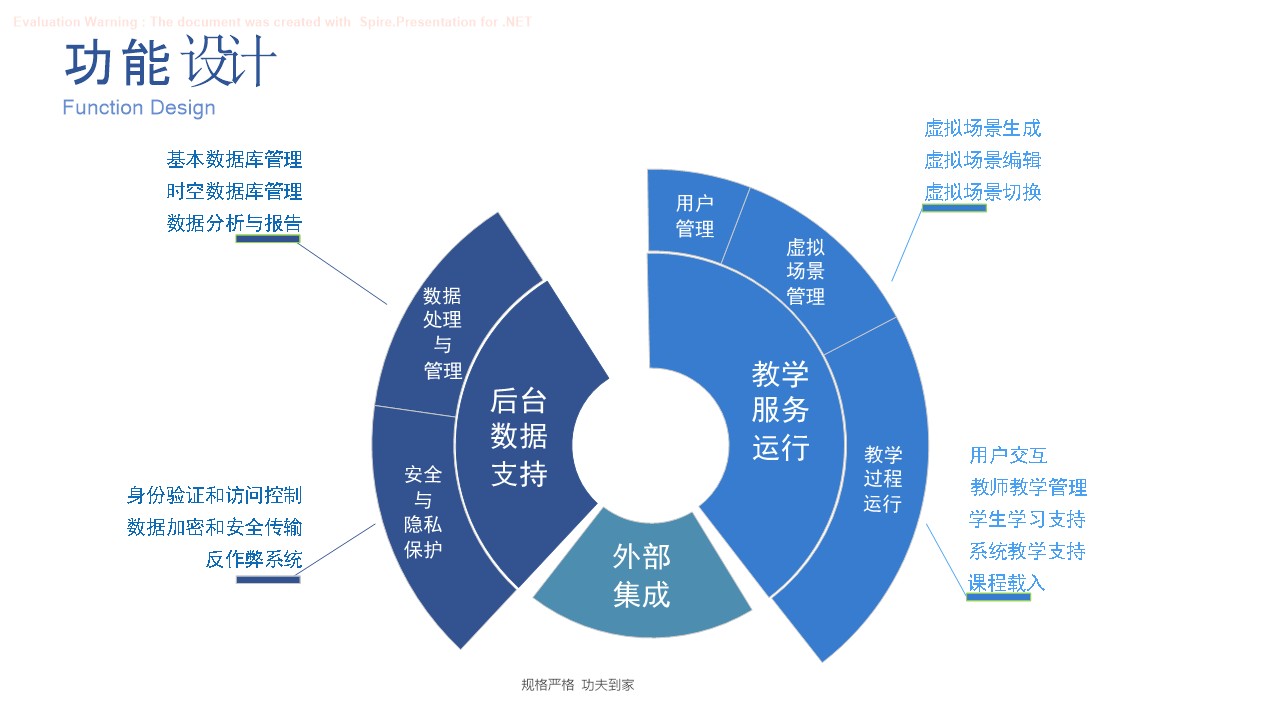 Evaluation Warning : The document was created with  Spire.Presentation for .NET
功能设计
Function Design
基本数据库管理
时空数据库管理
数据分析与报告
虚拟场景生成
虚拟场景编辑
虚拟场景切换
用户
管理
虚拟
场景
管理
数据
处理
与
管理
后台
数据
支持
教学
服务
运行
安全
与
隐私
保护
教学
过程
运行
身份验证和访问控制
数据加密和安全传输
反作弊系统
用户交互
教师教学管理
学生学习支持
系统教学支持
课程载入
外部
集成
规格严格 功夫到家